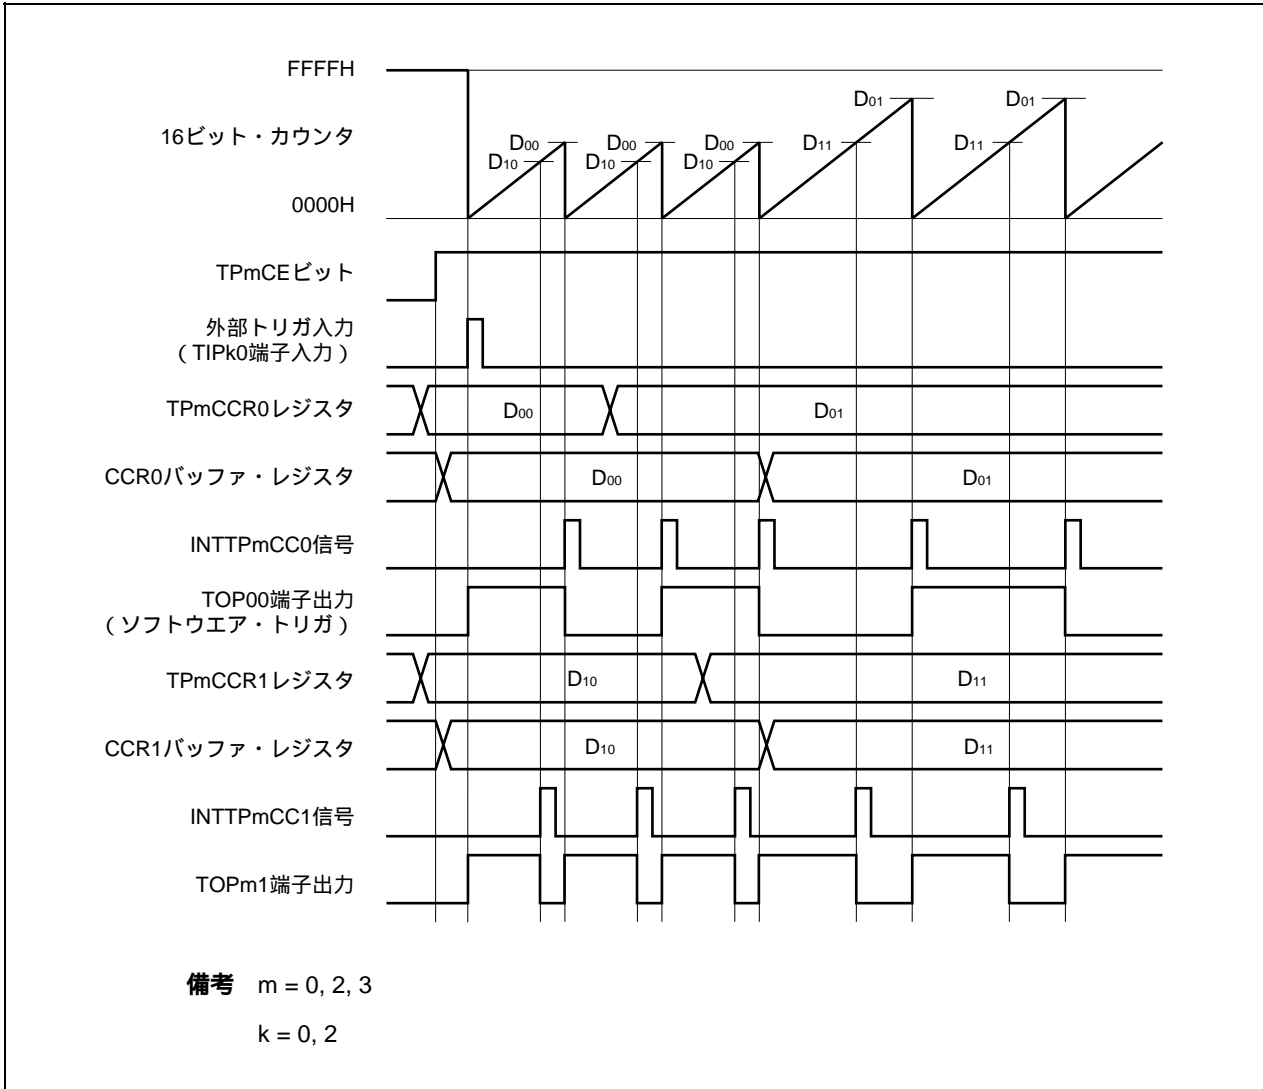 FFFFH
16ビット・カウンタ
0000H
D01 D01
D00 D00 D00 D11 D11
D10 D10 D10
TPmCEビット
外部トリガ入力
（TIPk0端子入力）
TPmCCR0レジスタ D00 D01
CCR0バッファ・レジスタ D00 D01
INTTPmCC0信号
TOP00端子出力
（ソフトウエア・トリガ）
TPmCCR1レジスタ D10 D11
CCR1バッファ・レジスタ D10 D11
INTTPmCC1信号
TOPm1端子出力
備考 m = 0, 2, 3
k = 0, 2